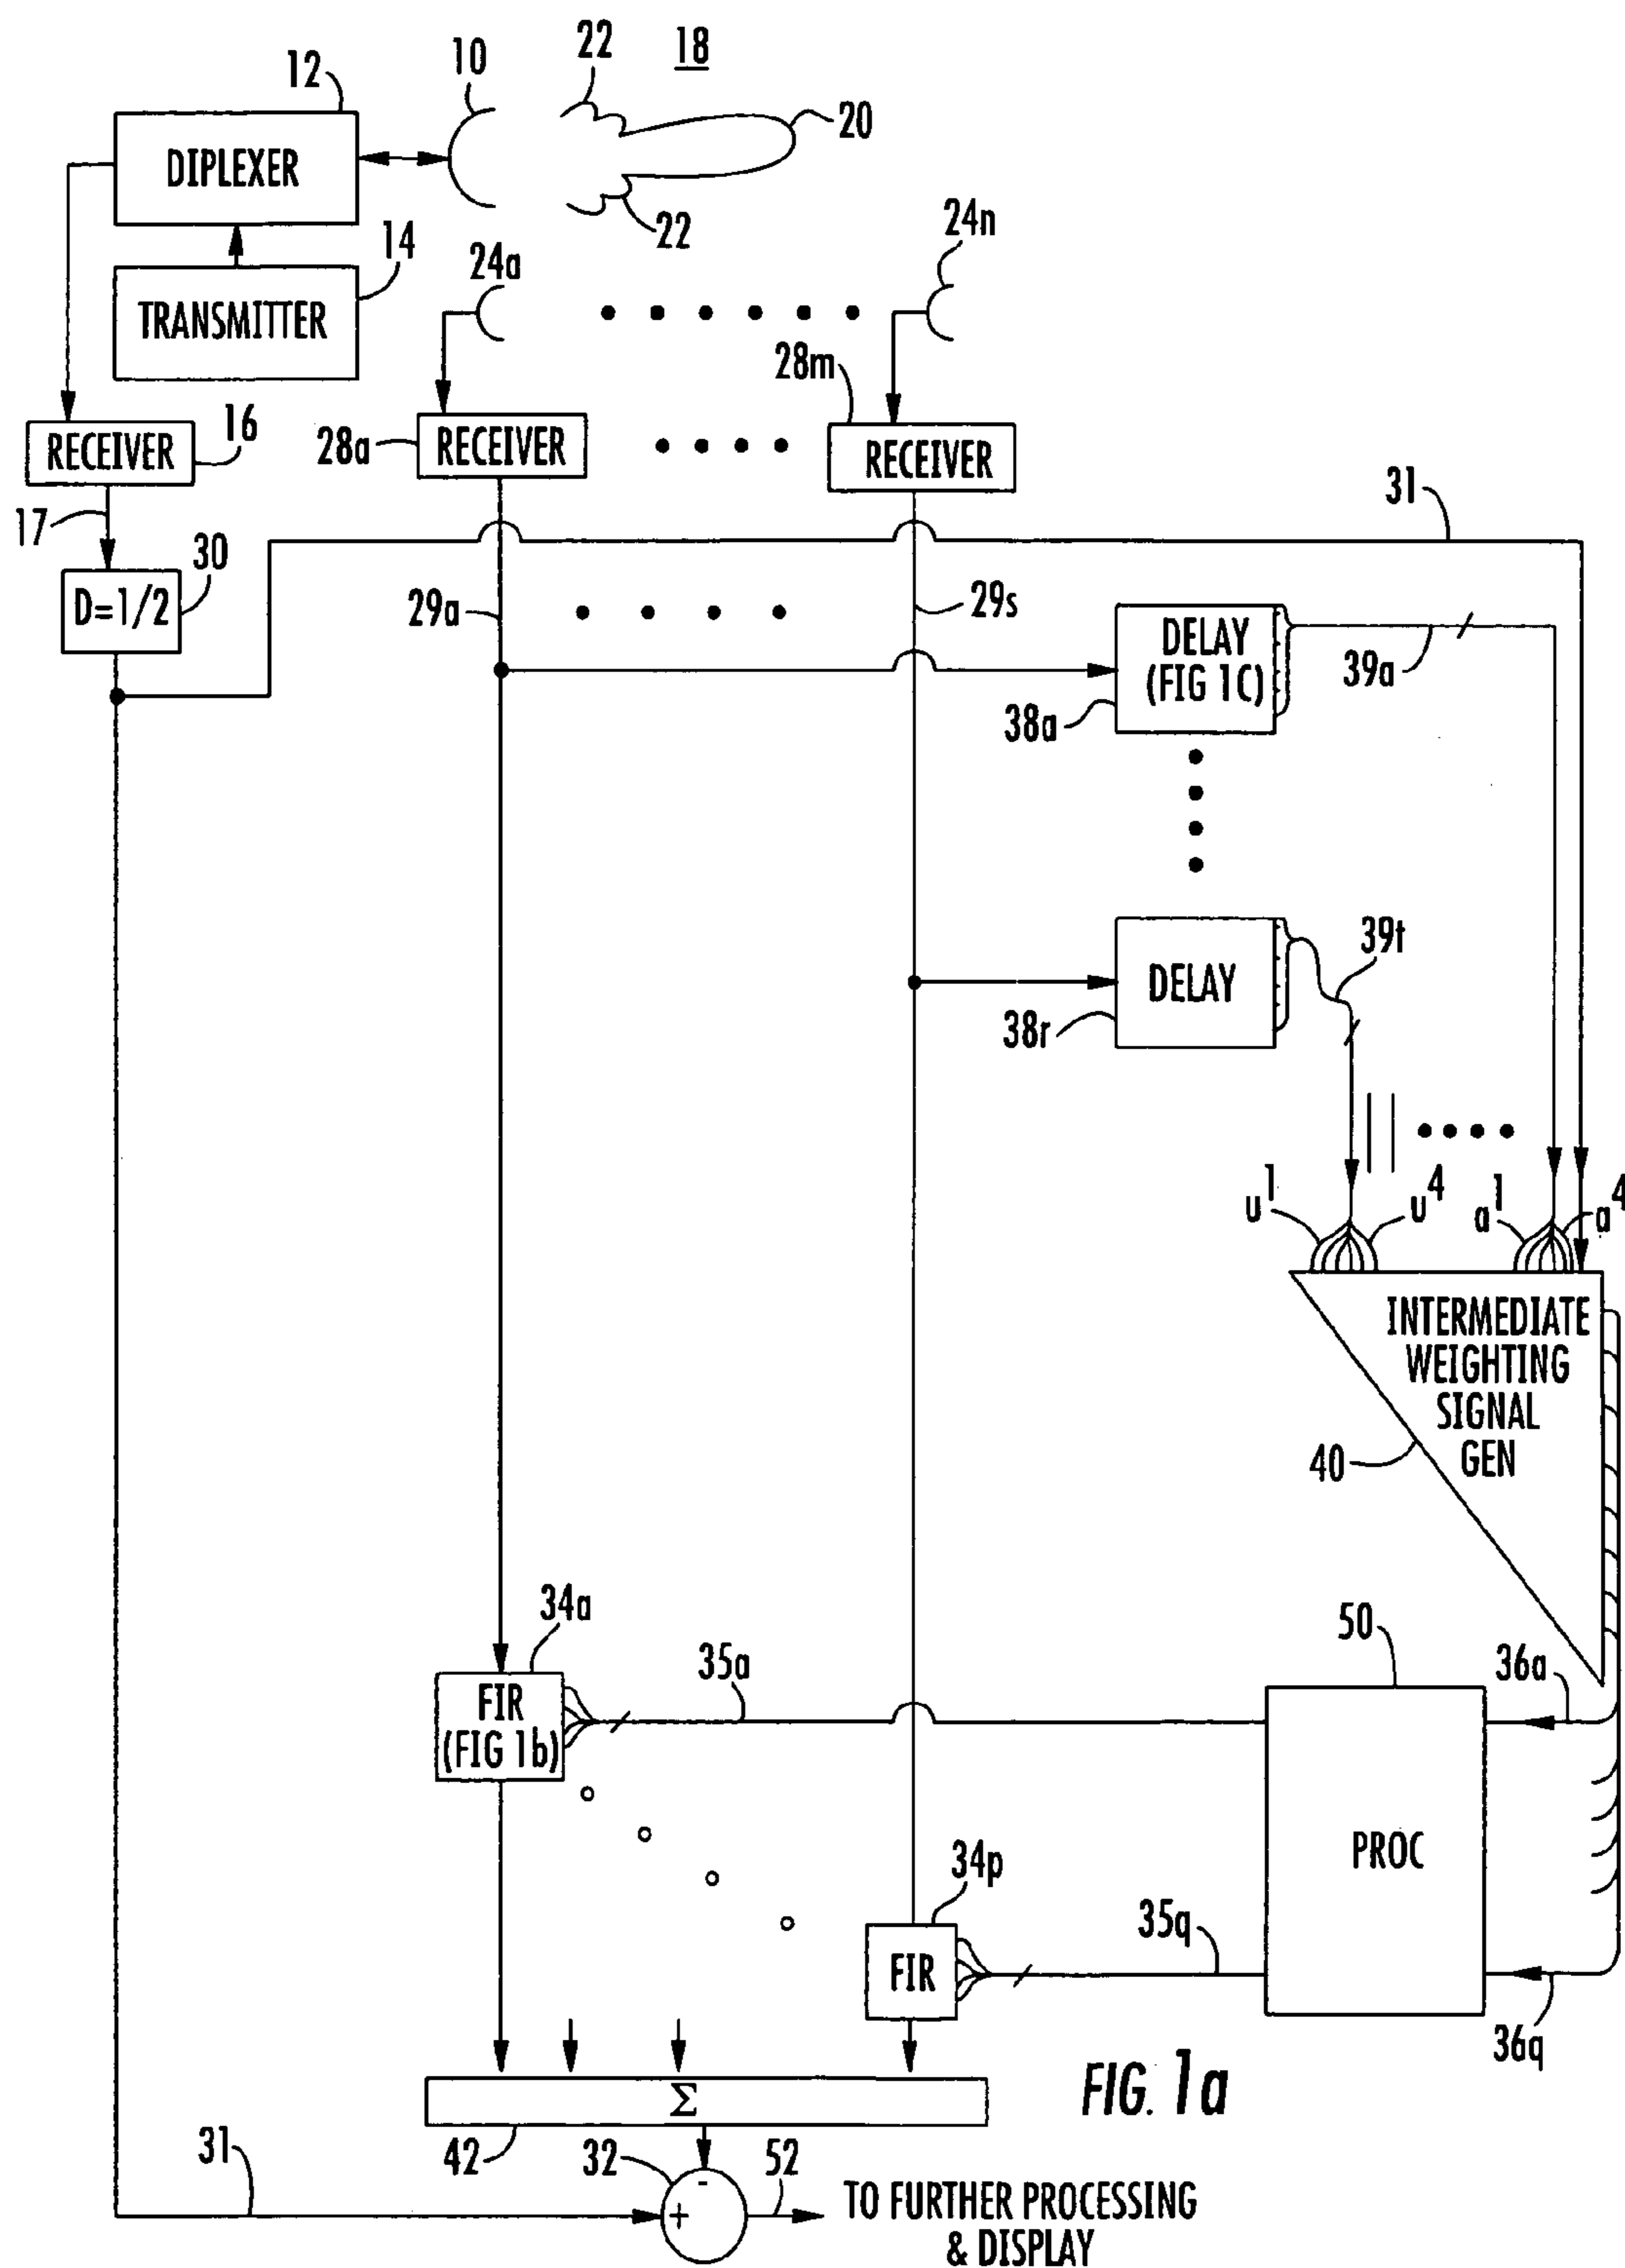 22
18
10
12
20
DIPLEXER
22
24n
14
24a
TRANSMITTER
28m
16
RECEIVER
28a
RECEIVER
RECEIVER
31
17
30
D=1/2
29a
29s
DELAY
(FIG 1C)
39a
38a
39t
DELAY
38r
u1
u4
a1
a4
INTERMEDIATE
WEIGHTING
SIGNAL
GEN
40
34a
50
35a
36a
FIR
(FIG 1b)
PROC
34p
35q
FIR
36q
FIG. 1a
Σ
31
42
32
52
-
+
TO FURTHER PROCESSING
& DISPLAY